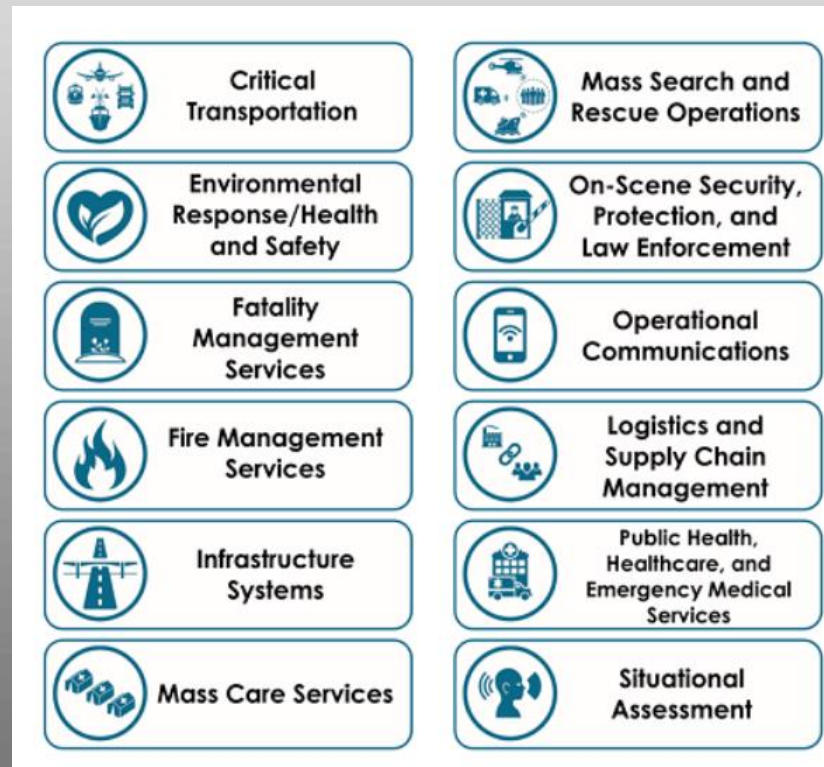 Critical
Transportation
Environmental
Response/Health
and Safety
Fatality
Management
Services
Fire Management
Services
Infrastructure
Systems
Mass Care Services
Mass Search and
Rescue Operations
On-Scene Security,
Protection, and
Law Enforcement
Operational
Communications
Logistics and
Supply Chain
Management
Public Health,
Healthcare, and
Emergency Medical
Services
Situational
Assessment